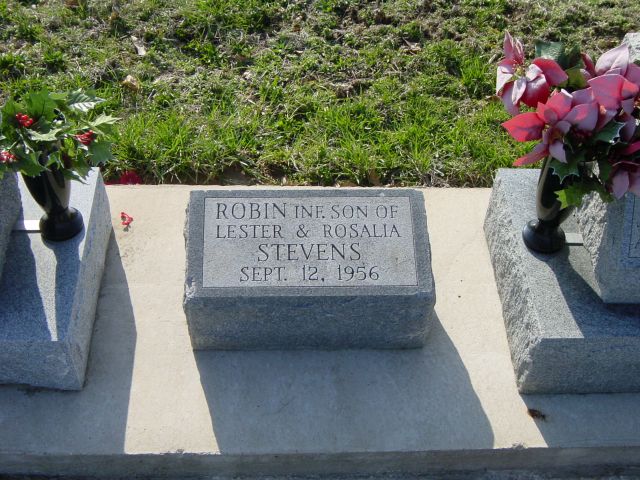 ROBIN INF. SON OF
LESTER & ROSALIA
STEVENS
SEPT. 12, 1956